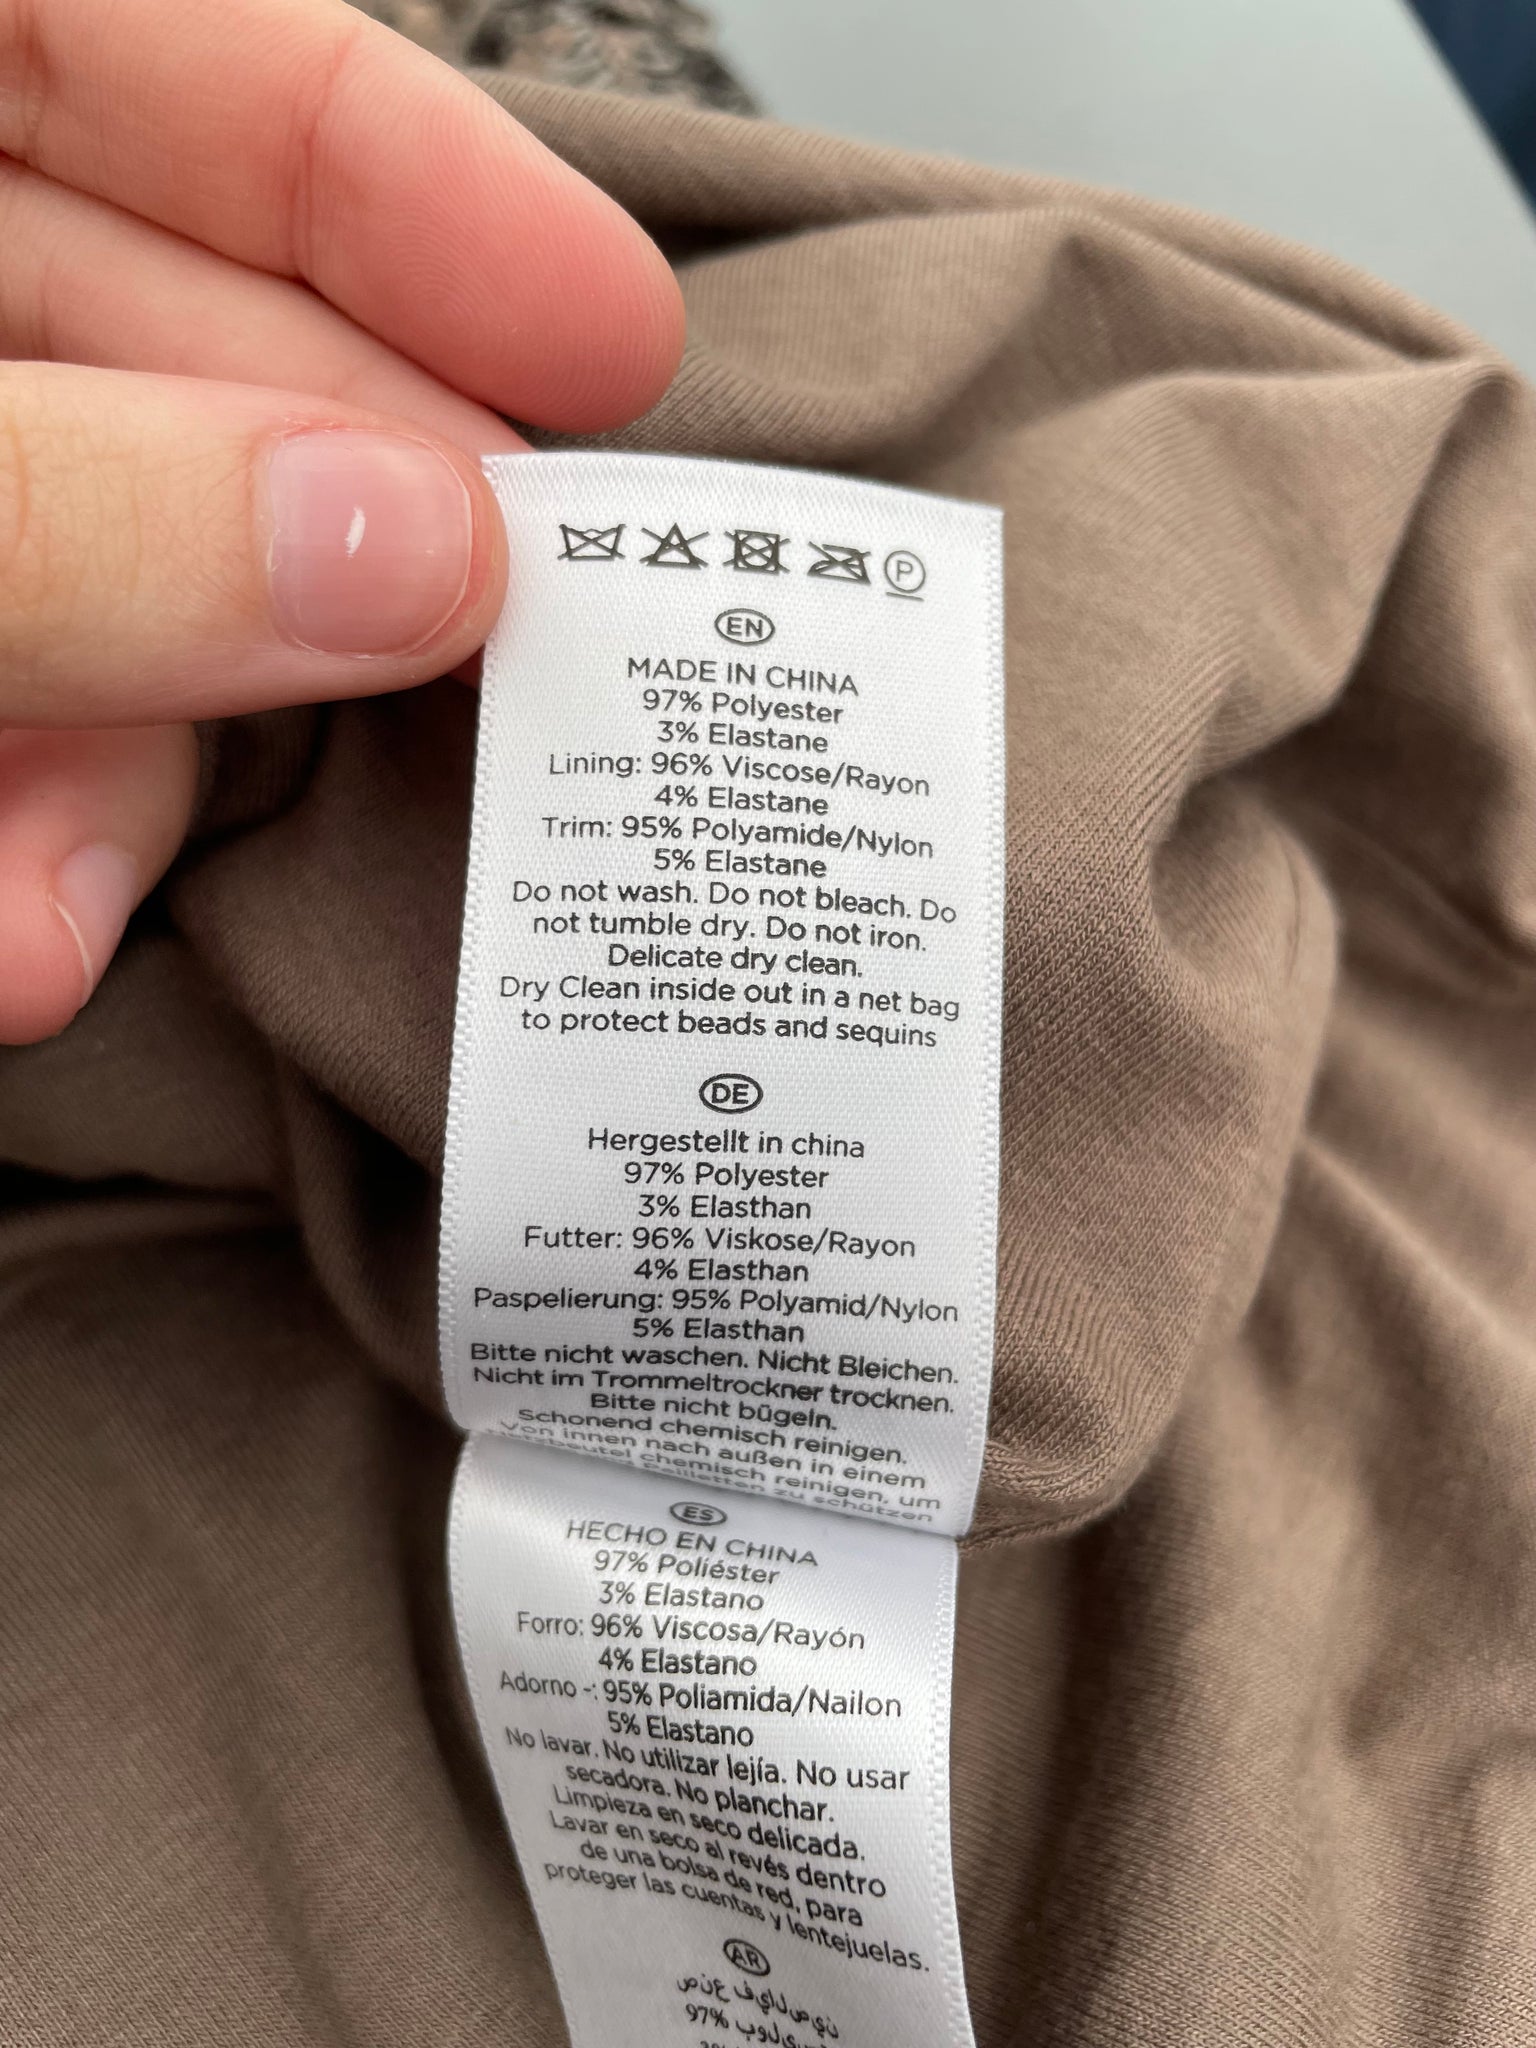 P
EN
MADE IN CHINA
97% Polyester
3% Elastane
Lining: 96% Viscose/Rayon
4% Elastane
Trim: 95% Polyamide/Nylon
5% Elastane
Do not wash. Do not bleach. Do
not tumble dry. Do not iron.
Delicate dry clean.
Dry Clean inside out in a net bag
to protect beads and sequins
DE
Hergestellt in china
97% Polyester
3% Elasthan
Futter: 96% Viskose/Rayon
4% Elasthan
Paspelierung: 95% Polyamid/Nylon
5% Elasthan
Bitte nicht waschen. Nicht Bleichen.
Nicht im Trommeltrockner trocknen.
Bitte nicht bügeln.
Schonend chemisch reinigen.
Von innen nach außen in einem
chemisch reinigen, um
Pailletten zu schützen
ES
HECHO EN CHINA
97% Poliéster
3% Elastano
Forro: 96% Viscosa/Rayón
4% Elastano
Adorno -: 95% Poliamida/Nailon
5% Elastano
No lavar. No utilizar lejía. No usar
secadora. No planchar.
Limpieza en seco delicada.
Lavar en seco al revés dentro
de una bolsa de red, para
proteger las cuentas y lentejuelas.
AR
97%